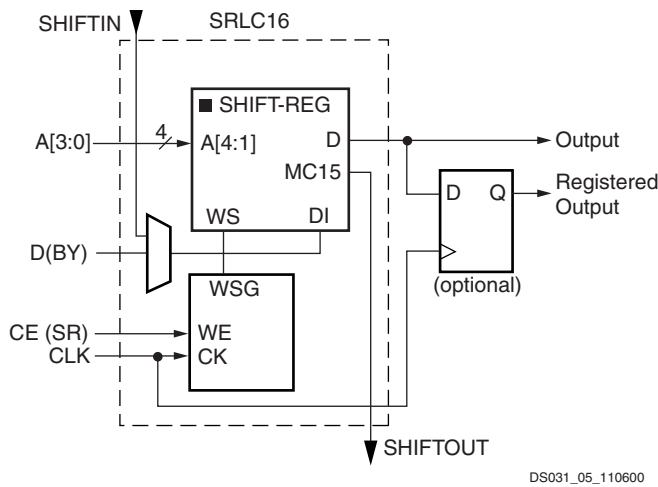 SHIFTIN
SRLC16
SHIFT-REG
A[3:0]
4
A[4:1]
D
MC15
Output
D
Q
Registered
Output
WS
DI
D(BY)
WSG
(optional)
CE (SR)
WE
CLK
CK
SHIFTOUT
DS031_05_110600